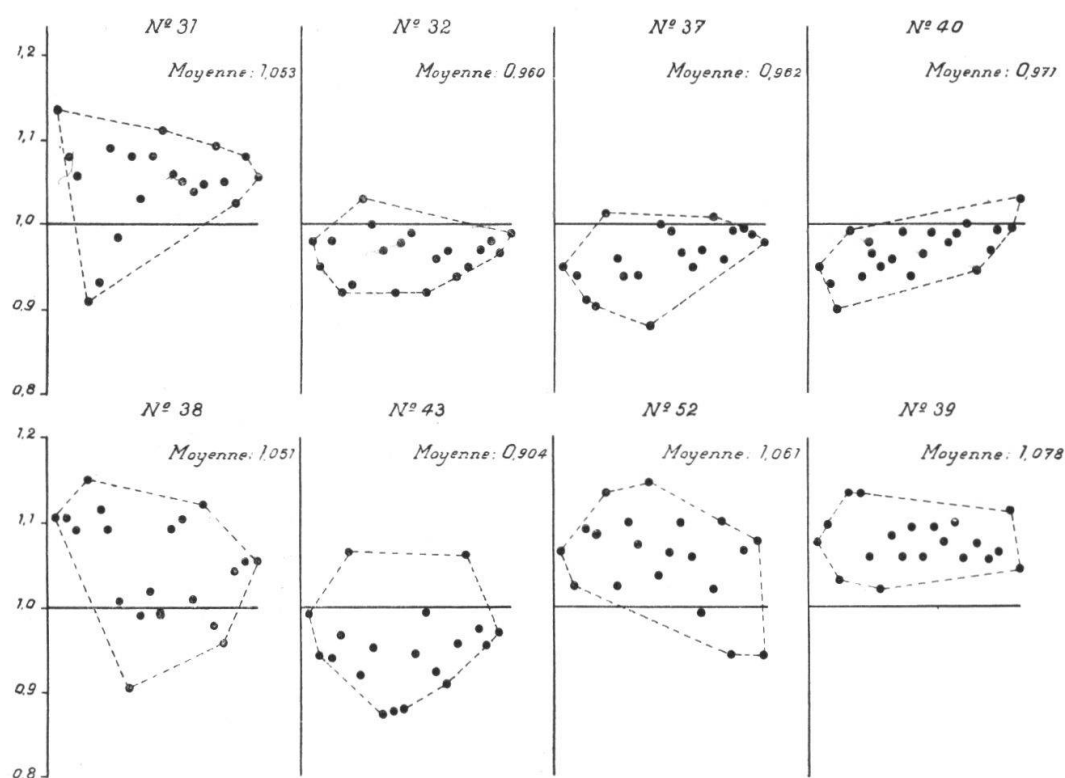 Nº 31
Nº 32
Nº 37
Nº 40
1,2
Moyenne: 1,053
Moyenne: 0,960
Moyenne: 0,962
Moyenne: 0,971
1,1
1,0
0,9
0,8
Nº 38
Nº 43
Nº 52
Nº 39
1,2
Moyenne: 1,051
Moyenne: 0,904
Moyenne: 1,061
Moyenne: 1,078
1,1
1,0
0,9
0,8